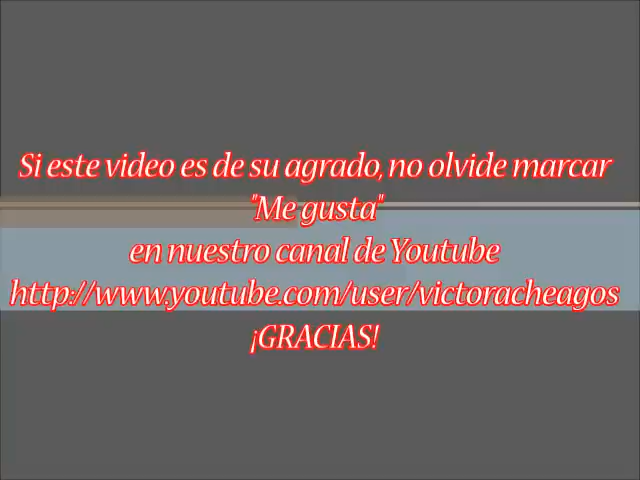 Si este video es de su agrado, no olvide marcar
"Me gusta"
en nuestro canal de Youtube
http://www.youtube.com/user/victoracheagos
¡GRACIAS!